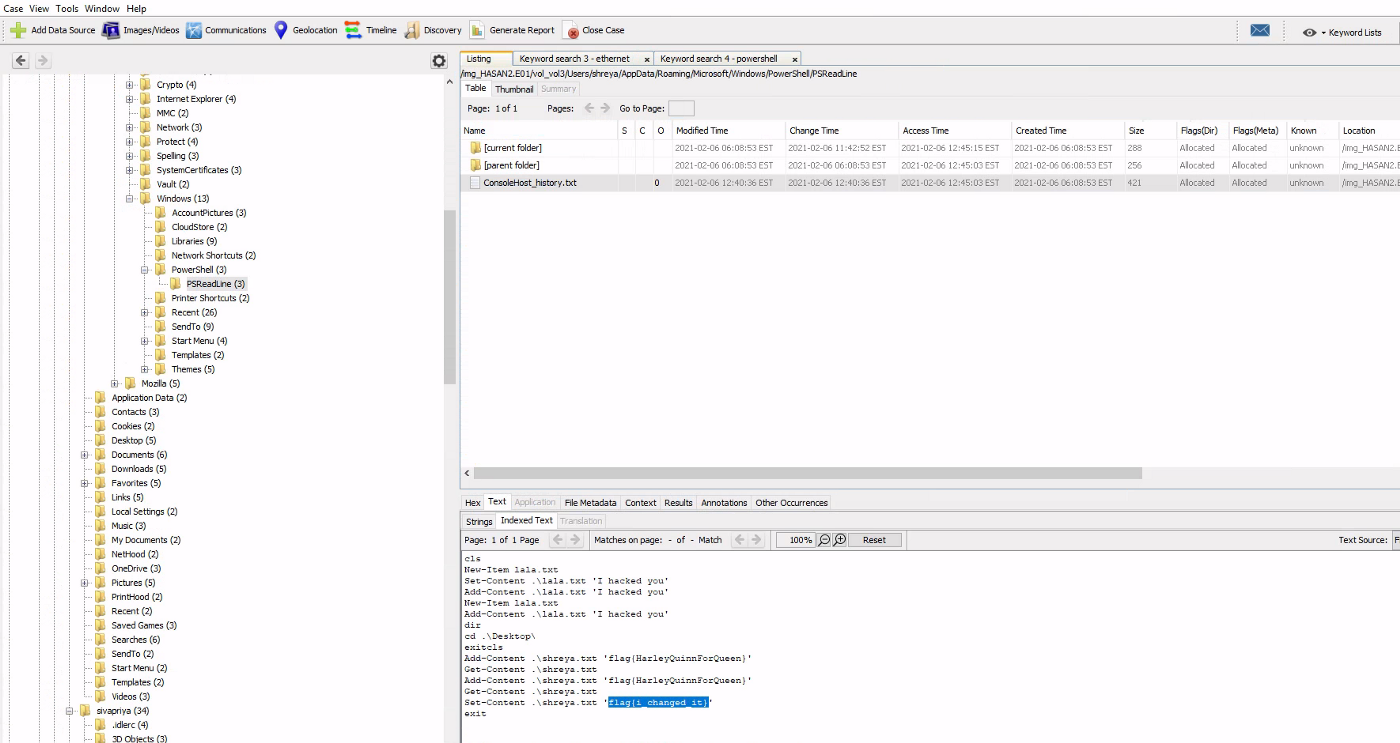 Case View Tools Window Help
Add Data Source Images/Videos Communications Geolocation Timeline Discovery Generate Report Close Case Keyword Lists
Listing Keyword search 3 - ethernet x Keyword search 4 - powershell x
/img_HASAN2.E01/vol_vol3/Users/shreya/AppData/Roaming/Microsoft/Windows/PowerShell/PSReadLine
Table Thumbnail Summary
Page: 1 of 1 Pages: Go to Page:
Name S C O Modified Time Change Time Access Time Created Time Size Flags(Dir) Flags(Meta) Known Location
[current folder] 2021-02-06 06:08:53 EST 2021-02-06 11:42:52 EST 2021-02-06 12:45:15 EST 2021-02-06 06:08:53 EST 288 Allocated Allocated unknown /img_HASAN2.E
[parent folder] 2021-02-06 06:08:53 EST 2021-02-06 06:08:53 EST 2021-02-06 12:45:03 EST 2021-02-06 06:08:53 EST 256 Allocated Allocated unknown /img_HASAN2.E
ConsoleHost_history.txt 0 2021-02-06 12:40:36 EST 2021-02-06 12:40:36 EST 2021-02-06 12:45:03 EST 2021-02-06 06:08:53 EST 421 Allocated Allocated unknown /img_HASAN2.E
Crypto (4)
Internet Explorer (4)
MMC (2)
Network (3)
Protect (4)
Spelling (3)
SystemCertificates (3)
Vault (2)
Windows (13)
AccountPictures (3)
CloudStore (2)
Libraries (9)
Network Shortcuts (2)
PowerShell (3)
PSReadLine (3)
Printer Shortcuts (2)
Recent (26)
SendTo (9)
Start Menu (4)
Templates (2)
Themes (5)
Mozilla (5)
Application Data (2)
Contacts (3)
Cookies (2)
Desktop (5)
Documents (6)
Downloads (5)
Favorites (5)
Links (5)
Local Settings (2)
Music (3)
My Documents (2)
NetHood (2)
OneDrive (3)
Pictures (5)
PrintHood (2)
Recent (2)
Saved Games (3)
Searches (6)
SendTo (2)
Start Menu (2)
Templates (2)
Videos (3)
sivapriya (34)
.idlerc (4)
3D Objects (3)
Hex Text Application File Metadata Context Results Annotations Other Occurrences
Strings Indexed Text Translation
Page: 1 of 1 Page Matches on page: - of - Match 100% Reset Text Source: F
cls
New-Item lala.txt
Set-Content .\lala.txt 'I hacked you'
Add-Content .\lala.txt 'I hacked you'
New-Item lala.txt
Add-Content .\lala.txt 'I hacked you'
dir
cd .\Desktop\
exitcls
Add-Content .\shreya.txt 'flag{HarleyQuinnForQueen}'
Get-Content .\shreya.txt
Add-Content .\shreya.txt 'flag{HarleyQuinnForQueen}'
Get-Content .\shreya.txt
Set-Content .\shreya.txt 'flag{i_changed_it}'
exit